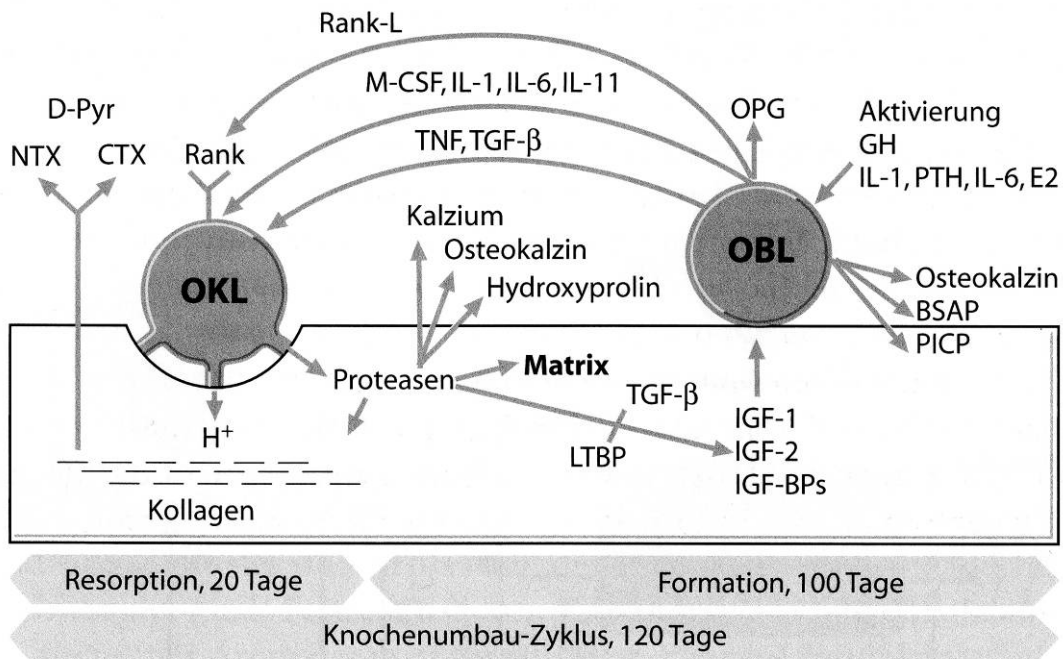 Rank-L
M-CSF, IL-1, IL-6, IL-11
TNF, TGF-β
D-Pyr
NTX
CTX
Rank
OPG
Aktivierung
GH
IL-1, PTH, IL-6, E2
Kalzium
Osteokalzin
Hydroxyprolin
OKL
OBL
Osteokalzin
BSAP
PICP
Proteasen
Matrix
H+
TGF-β
LTBP
IGF-1
IGF-2
IGF-BPs
Kollagen
Resorption, 20 Tage
Formation, 100 Tage
Knochenumbau-Zyklus, 120 Tage